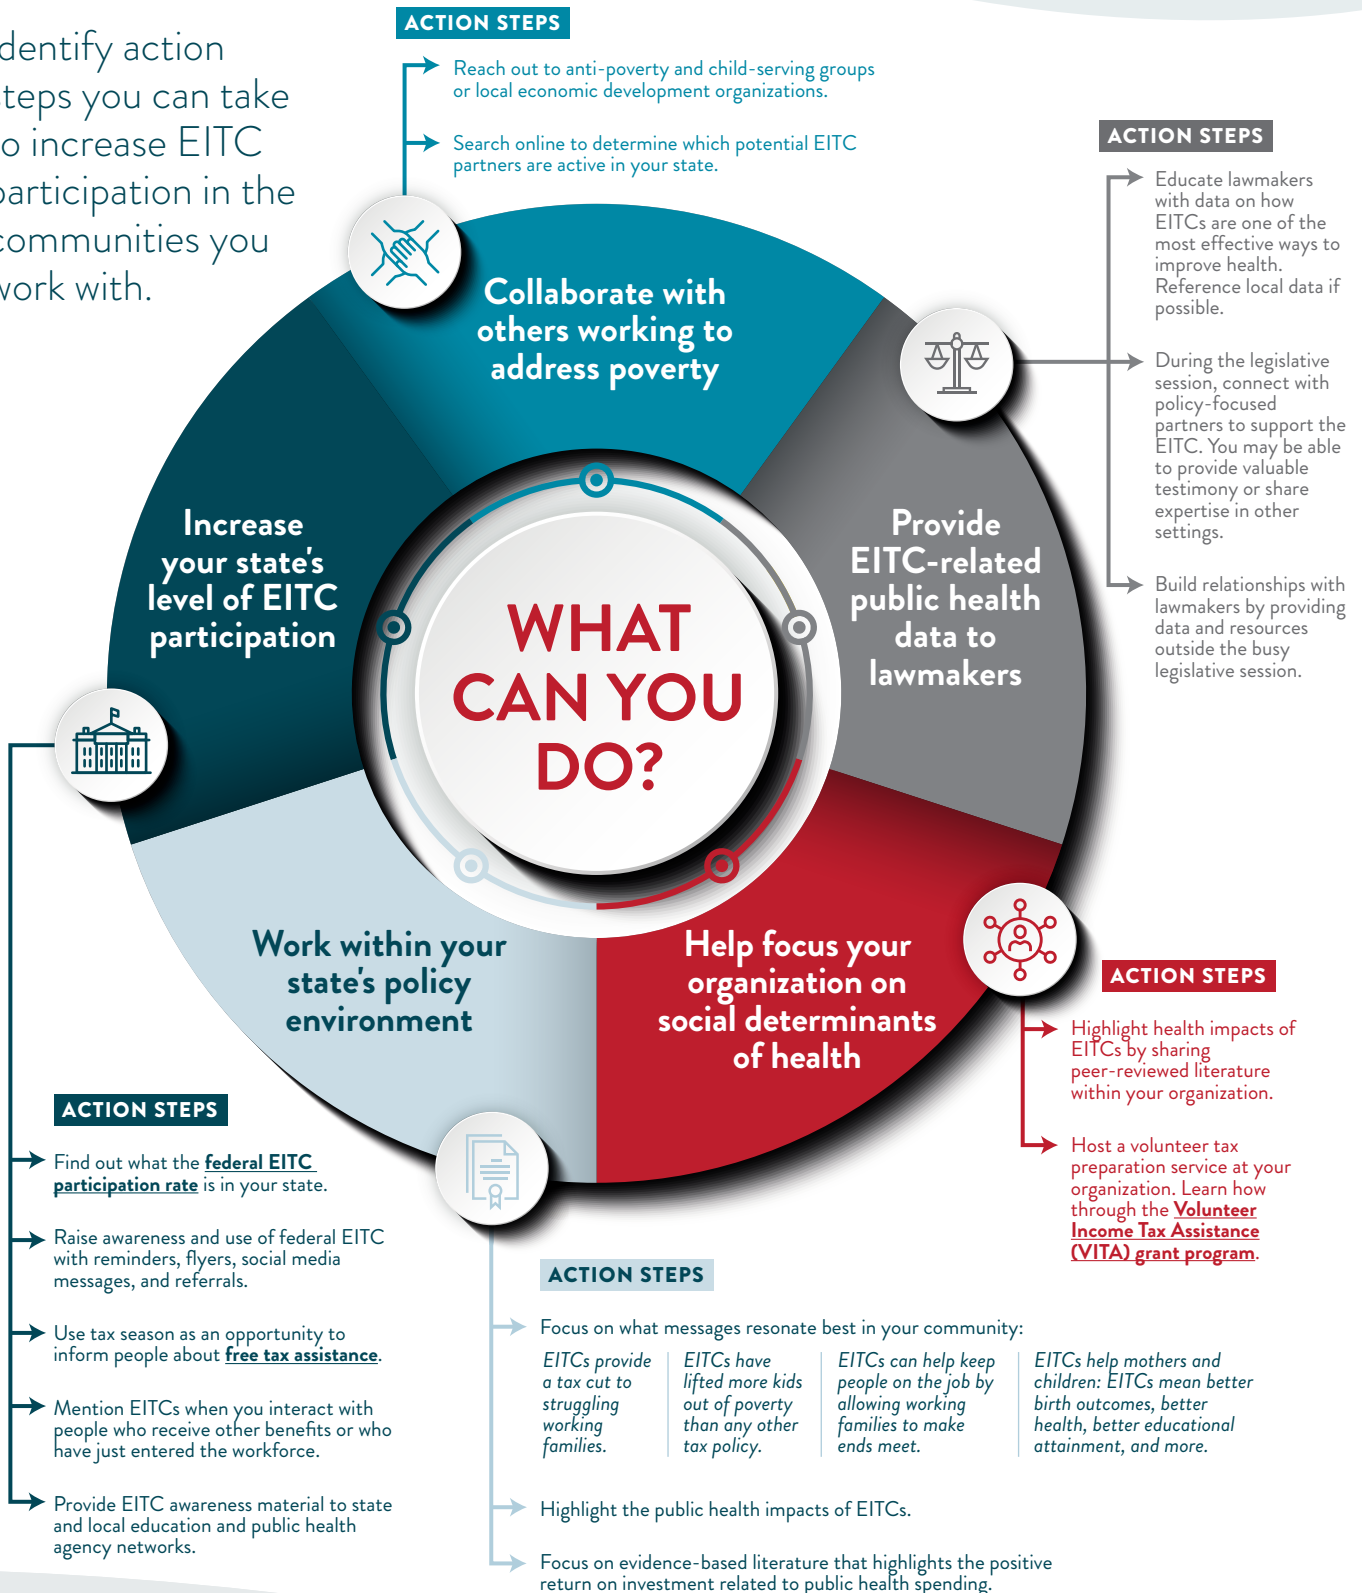 dentify action
teps you can take
o increase EITC
articipation in the
ommunities you
work with.
ACTION STEPS
Reach out to anti-poverty and child-serving groups
or local economic development organizations.
Search online to determine which potential EITC
partners are active in your state.
ACTION STEPS
Educate lawmakers
with data on how
EITCs are one of the
most effective ways to
improve health.
Reference local data if
possible.
During the legislative
session, connect with
policy-focused
partners to support the
EITC. You may be able
to provide valuable
testimony or share
expertise in other
settings.
Build relationships with
lawmakers by providing
data and resources
outside the busy
legislative session.
Collaborate with
others working to
address poverty
Provide
EITC-related
public health
data to
lawmakers
Increase
your state's
level of EITC
participation
WHAT
CAN YOU
DO?
Work within your
state's policy
environment
Help focus your
organization on
social determinants
of health
ACTION STEPS
Highlight health impacts of
EITCs by sharing
peer-reviewed literature
within your organization.
Host a volunteer tax
preparation service at your
organization. Learn how
through the Volunteer
Income Tax Assistance
(VITA) grant program.
ACTION STEPS
Find out what the federal EITC
participation rate is in your state.
Raise awareness and use of federal EITC
with reminders, flyers, social media
messages, and referrals.
Use tax season as an opportunity to
inform people about free tax assistance.
Mention EITCs when you interact with
people who receive other benefits or who
have just entered the workforce.
Provide EITC awareness material to state
and local education and public health
agency networks.
ACTION STEPS
Focus on what messages resonate best in your community:
EITCs provide
a tax cut to
struggling
working
families.
EITCs have
lifted more kids
out of poverty
than any other
tax policy.
EITCs can help keep
people on the job by
allowing working
families to make
ends meet.
EITCs help mothers and
children: EITCs mean better
birth outcomes, better
health, better educational
attainment, and more.
Highlight the public health impacts of EITCs.
Focus on evidence-based literature that highlights the positive
return on investment related to public health spending.